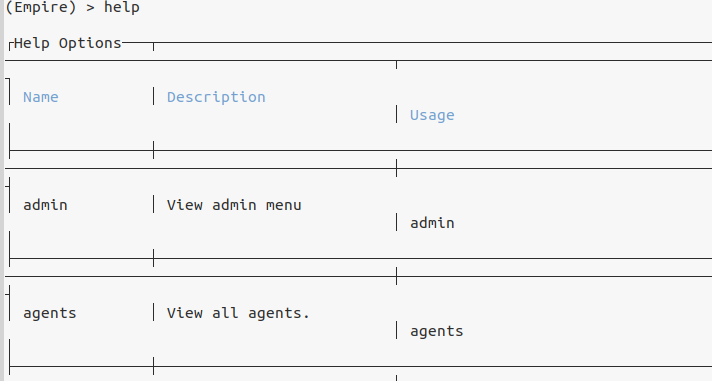 (Empire) > help
Help Options
Name Description
Usage
admin View admin menu
admin
agents View all agents.
agents